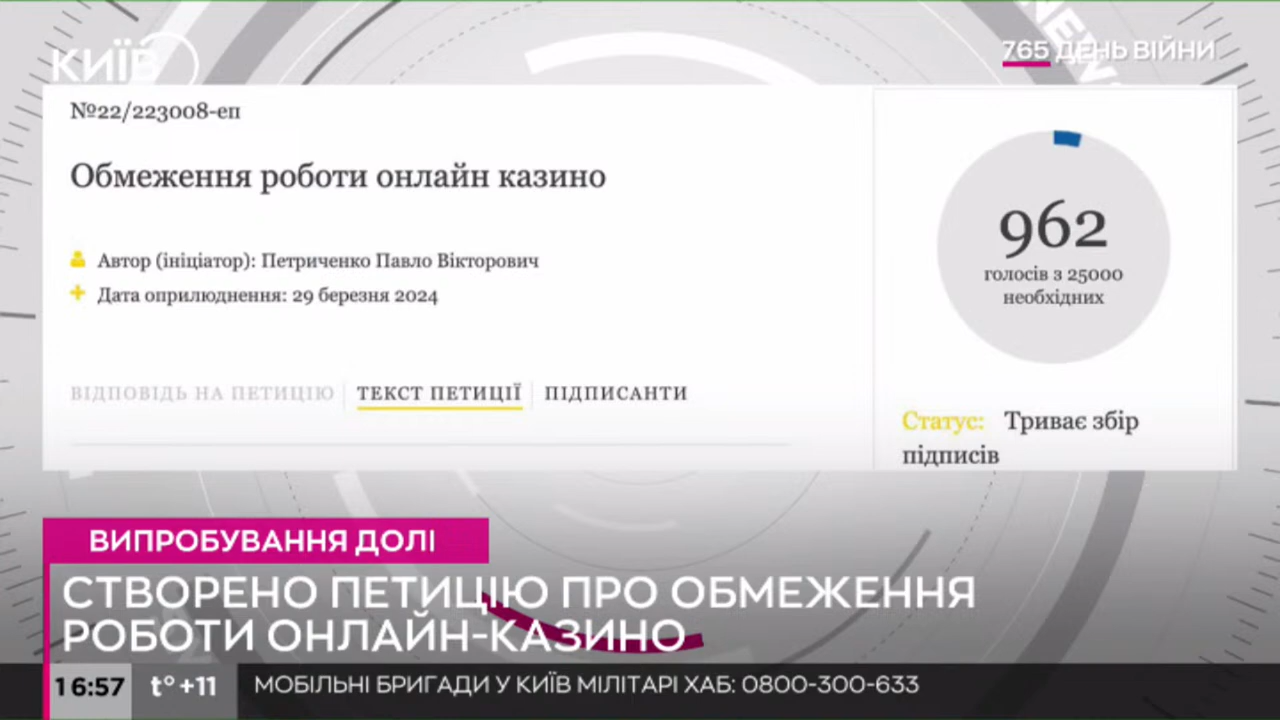 КИЇВ
765 ДЕНЬ ВІЙНИ
NEWS
№22/223008-еп
Обмеження роботи онлайн казино
Автор (ініціатор): Петриченко Павло Вікторович
Дата оприлюднення: 29 березня 2024
ВІДПОВІДЬ НА ПЕТИЦІЮ
ТЕКСТ ПЕТИЦІЇ
ПІДПИСАНТИ
962
голосів з 25000
необхідних
Статус: Триває збір
підписів
ВИПРОБУВАННЯ ДОЛІ
СТВОРЕНО ПЕТИЦІЮ ПРО ОБМЕЖЕННЯ
РОБОТИ ОНЛАЙН-КАЗИНО
16:57 t° +11 МОБІЛЬНІ БРИГАДИ У КИЇВ МІЛІТАРІ ХАБ: 0800-300-633